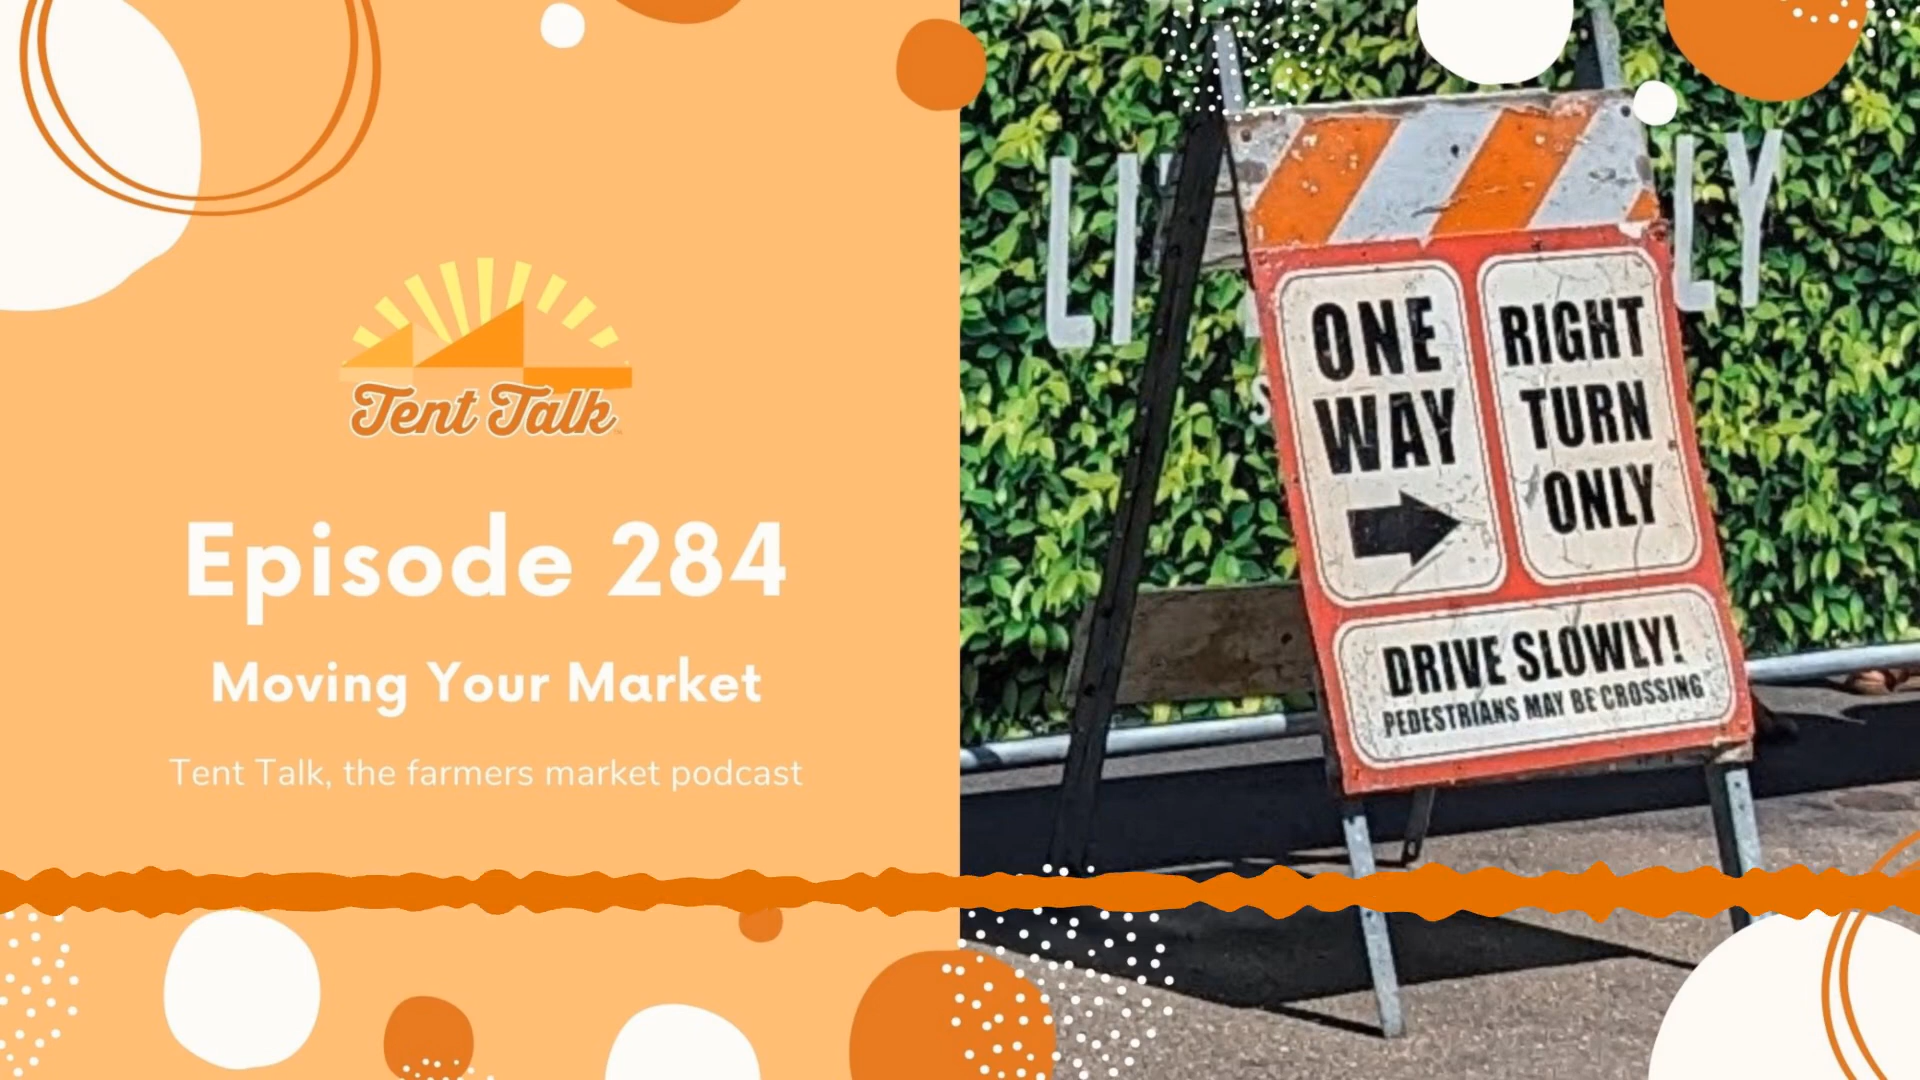 Tent Talk
Episode 284
Moving Your Market
Tent Talk, the farmers market podcast
ONE
WAY
RIGHT
TURN
ONLY
DRIVE SLOWLY!
PEDESTRIANS MAY BE CROSSING